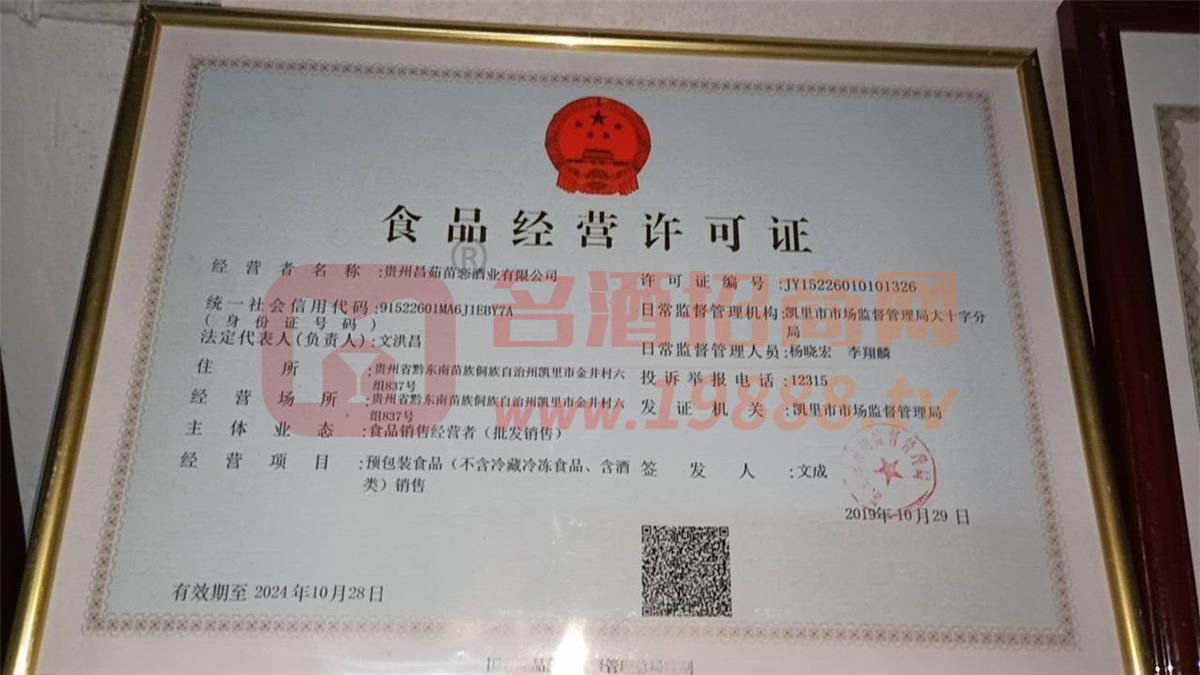 食品经营许可证
经营者名称:贵州昌茹苗恋酒业有限公司
统一社会信用代码:91522601MA6J1EBY7A
(身份证号码)
法定代表人(负责人):文洪昌
住所:贵州省黔东南苗族侗族自治州凯里市金井村六
组837号
经营场所:贵州省黔东南苗族侗族自治州凯里市金井村六
组837号
主体业态:食品销售经营者(批发销售)
经营项目:预包装食品(不含冷藏冷冻食品、含酒
类)销售
许可证编号:JY15226010101326
日常监督管理机构:凯里市市场监督管理局大十字分
局
日常监督管理人员:杨晓宏 李翔麟
投诉举报电话:12315
发证机关:凯里市市场监督管理局
签发人:文成
2019年10月29日
有效期至2024年10月28日
®名酒招商网
www.19888.tv